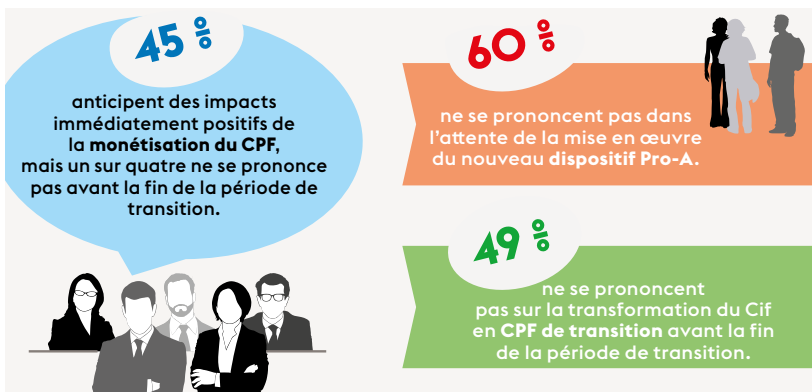 45 %
anticipent des impacts
immédiatement positifs de
la monétisation du CPF,
mais un sur quatre ne se prononce
pas avant la fin de la période de
transition.
60 %
ne se prononcent pas dans
l'attente de la mise en œuvre
du nouveau dispositif Pro-A.
49 %
ne se prononcent
pas sur la transformation du Cif
en CPF de transition avant la fin
de la période de transition.